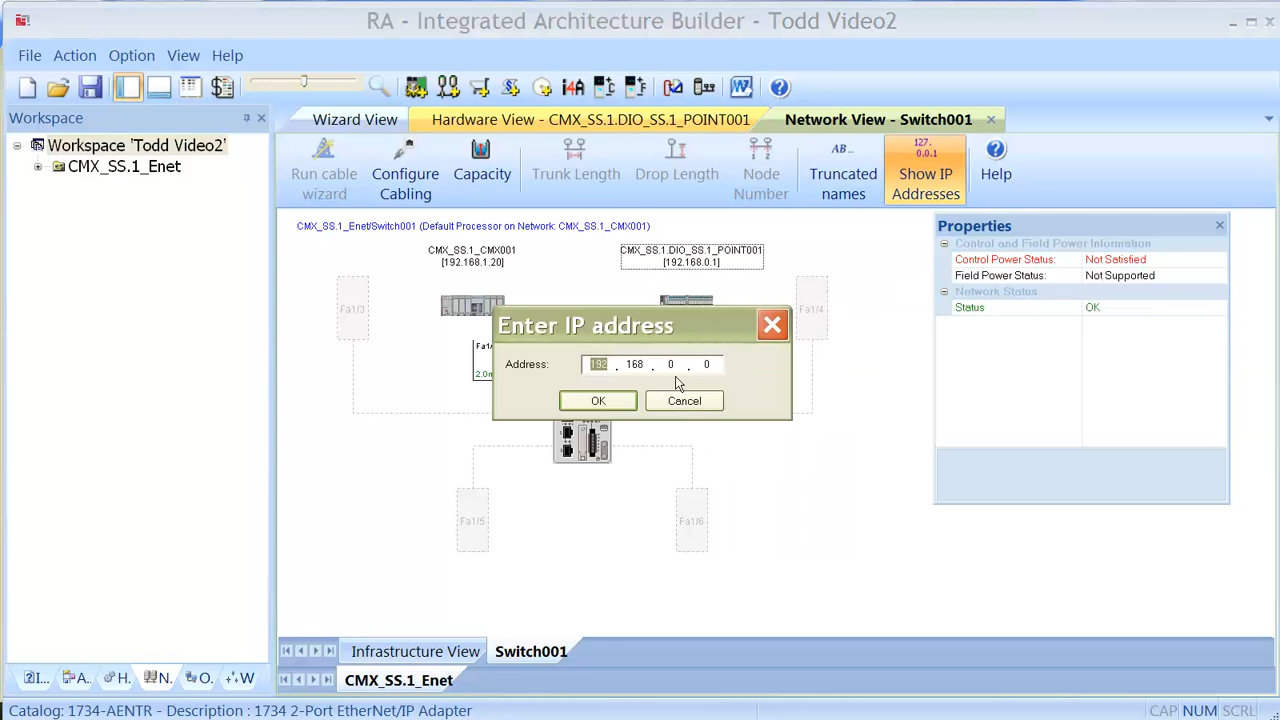 RA - Integrated Architecture Builder - Todd Video2
File Action Option View Help
Workspace
Wizard View
Hardware View - CMX_SS.1.DIO_SS.1_POINT001
Network View - Switch001
Workspace 'Todd Video2'
CMX_SS.1_Enet
Run cable
wizard
Configure
Cabling
Capacity
Trunk Length
Drop Length
Node
Number
AB...
Truncated
names
127.
0.0.1
Show IP
Addresses
Help
CMX_SS.1_Enet/Switch001 (Default Processor on Network: CMX_SS.1_CMX001)
CMX_SS.1_CMX001
[192.168.1.20]
CMX_SS.1.DIO_SS.1_POINT001
[192.168.0.1]
Fa1/3
Fa1/4
Properties
Control and Field Power Information
Control Power Status: Not Satisfied
Field Power Status: Not Supported
Network Status
Status OK
Enter IP address
Address: 192 . 168 . 0 . 0
OK Cancel
Fa1/
2.0m
Fa1/5
Fa1/6
Infrastructure View
Switch001
I... A.. H. N. O. W
CMX_SS.1_Enet
Catalog: 1734-AENTR - Description : 1734 2-Port EtherNet/IP Adapter
CAP NUM SCRL